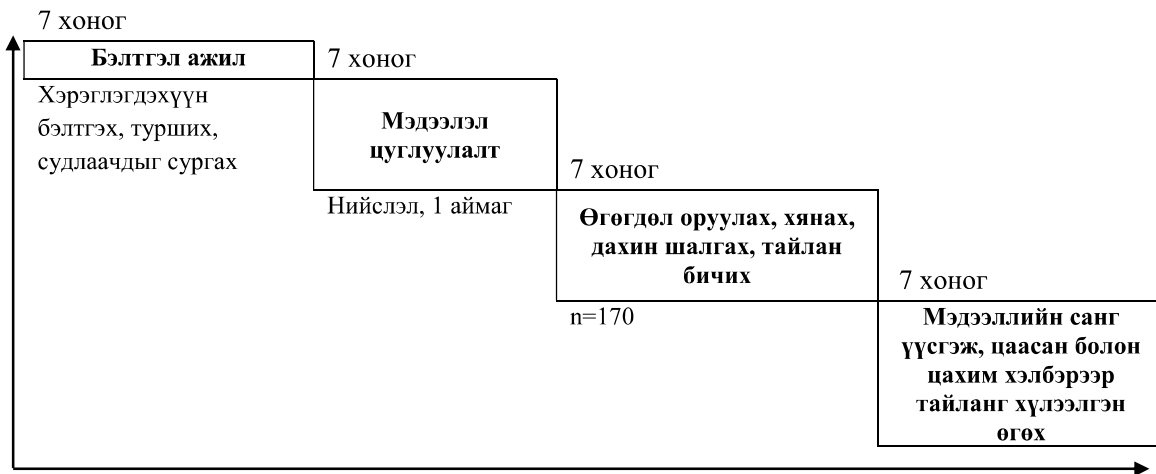 7 хоног
Бэлтгэл ажил
Хэрэглэгдэхүүн
бэлтгэх, турших,
судлаачдыг сургах
7 хоног
Мэдээлэл
цуглуулалт
Нийслэл, 1 аймаг
7 хоног
Өгөгдөл оруулах, хянах,
дахин шалгах, тайлан
бичих
n=170
7 хоног
Мэдээллийн санг
үүсгэж, цаасан болон
цахим хэлбэрээр
тайланг хүлээлгэн
өгөх